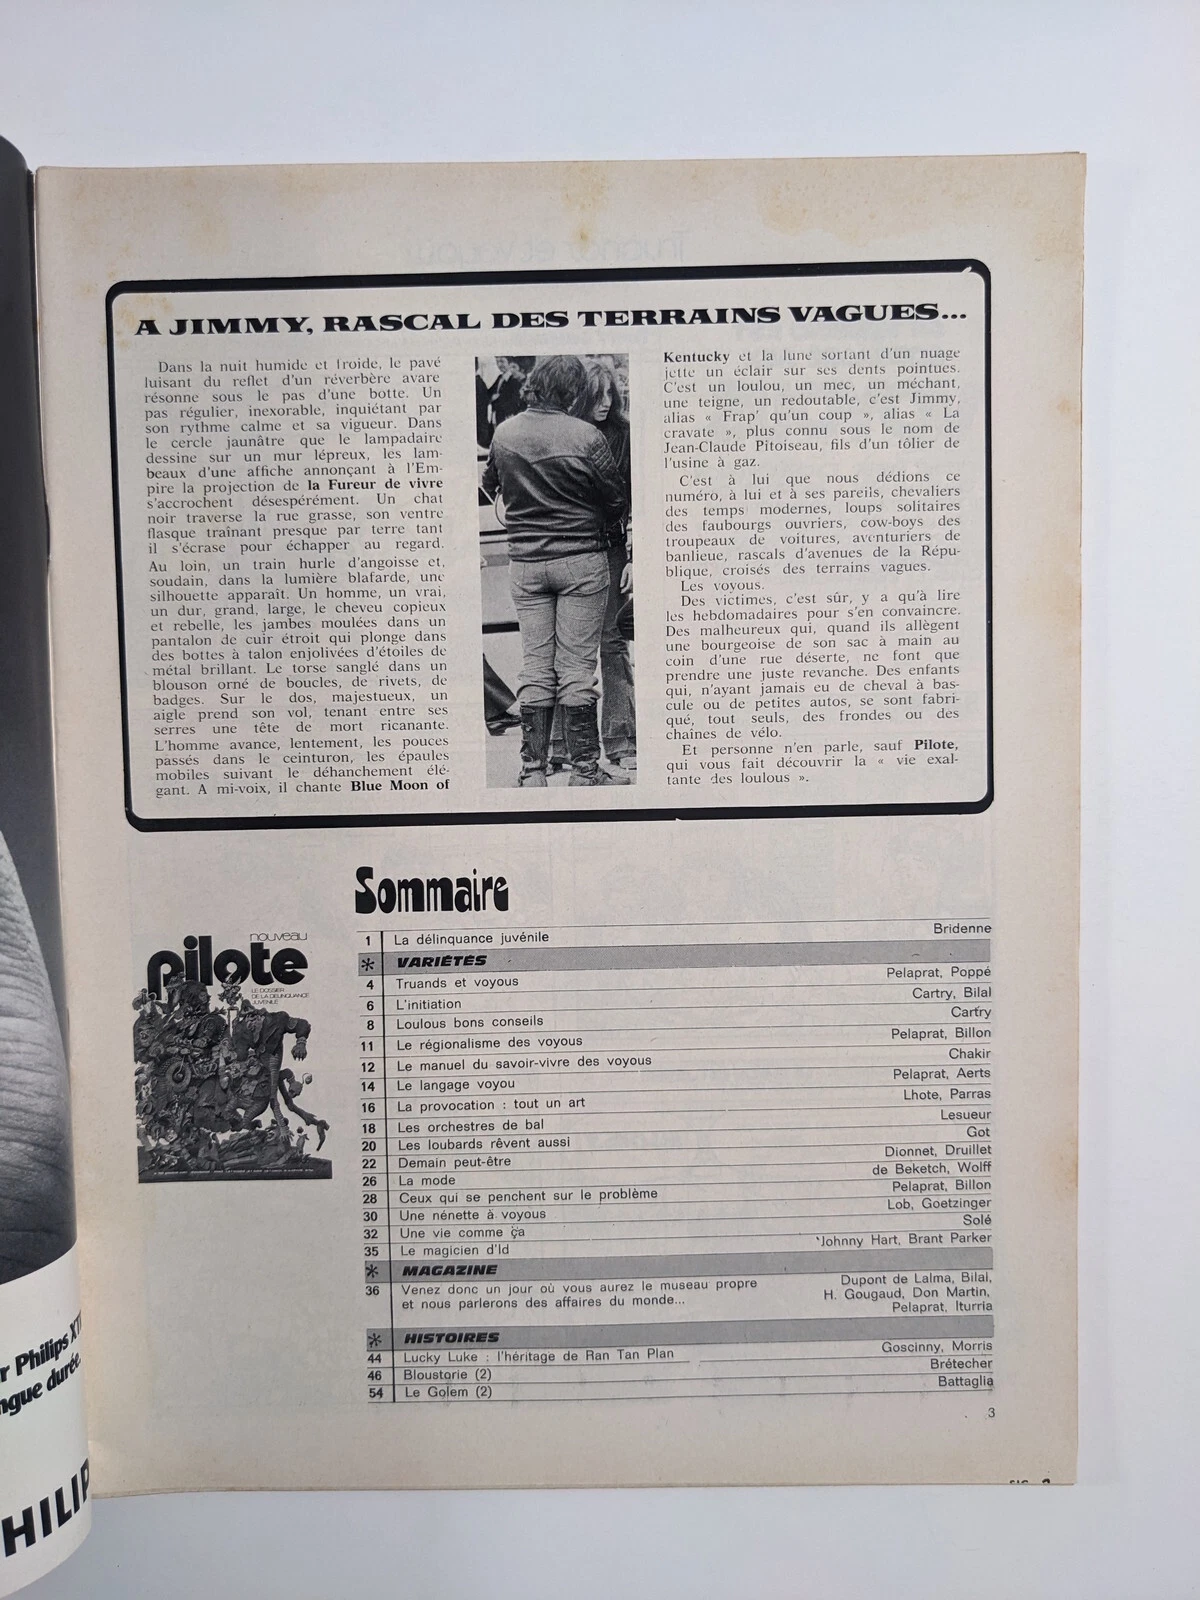 A JIMMY, RASCAL DES TERRAINS VAGUES...
Dans la nuit humide et froide, le pavé
luisant du reflet d'un réverbère avare
résonne sous le pas d'une botte. Un
pas régulier, inexorable, inquiétant par
son rythme calme et sa vigueur. Dans
le cercle jaunâtre que le lampadaire
dessine sur un mur lépreux, les lam-
beaux d'une affiche annonçant à l'Em-
pire la projection de la Fureur de vivre
s'accrochent désespérément. Un chat
noir traverse la rue grasse, son ventre
flasque traînant presque par terre tant
il s'écrase pour échapper au regard.
Au loin, un train hurle d'angoisse et,
soudain, dans la lumière blafarde, une
silhouette apparaît. Un homme, un vrai,
un dur, grand, large, le cheveu copieux
et rebelle, les jambes moulées dans un
pantalon de cuir étroit qui plonge dans
des bottes à talon enjolivées d'étoiles de
métal brillant. Le torse sanglé dans un
blouson orné de boucles, de rivets, de
badges. Sur le dos, majestueux, un
aigle prend son vol, tenant entre ses
serres une tête de mort ricanante.
L'homme avance, lentement, les pouces
passés dans le ceinturon, les épaules
mobiles suivant le déhanchement élé-
gant. A mi-voix, il chante Blue Moon of
Kentucky et la lune sortant d'un nuage
jette un éclair sur ses dents pointues.
C'est un loulou, un mec, un méchant,
une teigne, un redoutable, c'est Jimmy,
alias « Frap' qu'un coup », alias « La
cravate », plus connu sous le nom de
Jean-Claude Pitoiseau, fils d'un tôlier de
l'usine à gaz.
C'est à lui que nous dédions ce
numéro, à lui et à ses pareils, chevaliers
des temps modernes, loups solitaires
des faubourgs ouvriers, cow-boys des
troupeaux de voitures, aventuriers de
banlieue, rascals d'avenues de la Répu-
blique, croisés des terrains vagues.
Les voyous.
Des victimes, c'est sûr, y a qu'à lire
les hebdomadaires pour s'en convaincre.
Des malheureux qui, quand ils allègent
une bourgeoise de son sac à main au
coin d'une rue déserte, ne font que
prendre une juste revanche. Des enfants
qui, n'ayant jamais eu de cheval à bas-
cule ou de petites autos, se sont fabri-
qué, tout seuls, des frondes ou des
chaînes de vélo.
Et personne n'en parle, sauf Pilote,
qui vous fait découvrir la « vie exal-
tante des loulous ».
Sommaire
nouveau
pilote
LE DOSSIER
DE LA DELINQUANCE
JUVENILE
1 La délinquance juvénile Bridenne
* VARIÉTÉS
4 Truands et voyous Pelaprat, Poppé
6 L'initiation Cartry, Bilal
8 Loulous bons conseils Cartry
11 Le régionalisme des voyous Pelaprat, Billon
12 Le manuel du savoir-vivre des voyous Chakir
14 Le langage voyou Pelaprat, Aerts
16 La provocation : tout un art Lhote, Parras
18 Les orchestres de bal Lesueur
20 Les loubards rêvent aussi Got
22 Demain peut-être Dionnet, Druillet
26 La mode de Beketch, Wolff
28 Ceux qui se penchent sur le problème Pelaprat, Billon
30 Une nénette à voyous Lob, Goetzinger
32 Une vie comme ça Solé
35 Le magicien d'Id Johnny Hart, Brant Parker
* MAGAZINE
36 Venez donc un jour où vous aurez le museau propre Dupont de Lalma, Bilal,
et nous parlerons des affaires du monde... H. Gougaud, Don Martin,
Pelaprat, Iturria
* HISTOIRES
44 Lucky Luke : l'héritage de Ran Tan Plan Goscinny, Morris
46 Bloustorie (2) Brétecher
54 Le Golem (2) Battaglia
3
r Philips XT
ngue durée.
HILIP